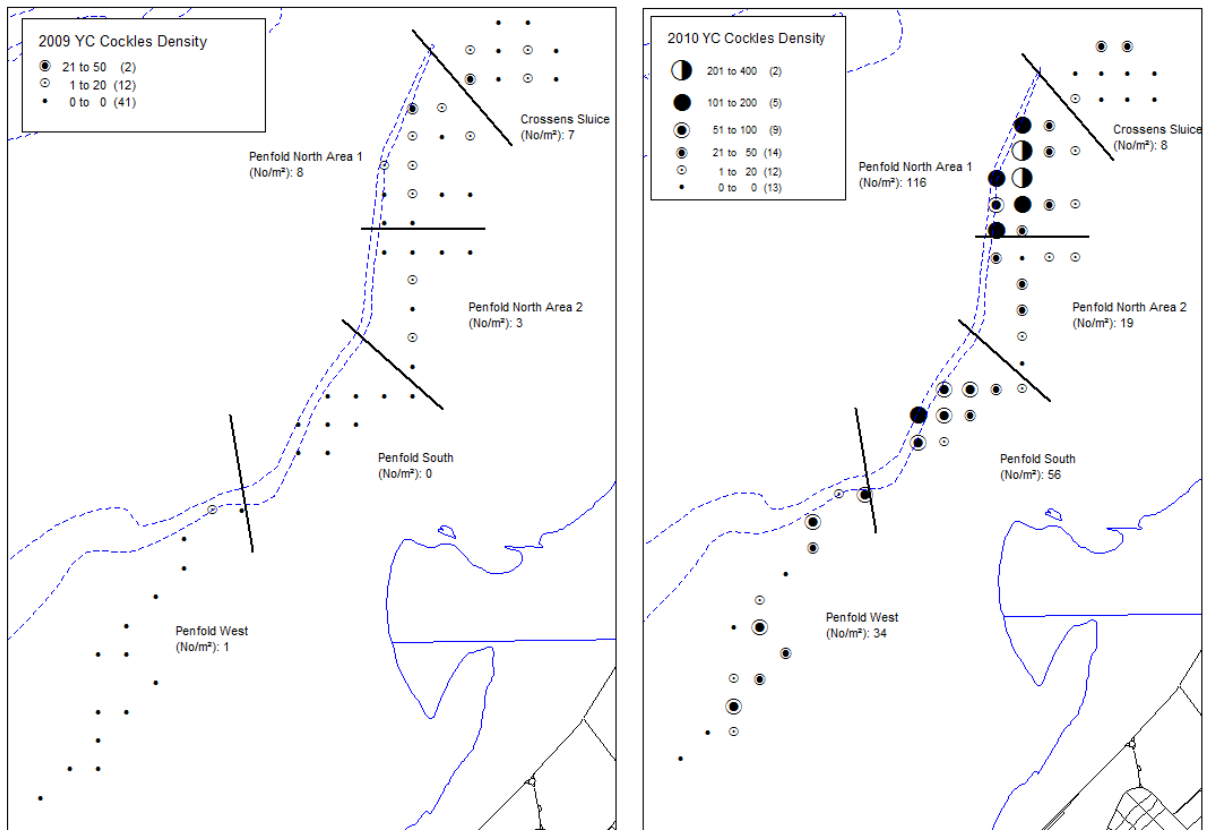 2009 YC Cockles Density
21 to 50 (2)
1 to 20 (12)
0 to 0 (41)
Crossens Sluice
(No/m²): 7
Penfold North Area 1
(No/m²): 8
Penfold North Area 2
(No/m²): 3
Penfold South
(No/m²): 0
Penfold West
(No/m²): 1
2010 YC Cockles Density
201 to 400 (2)
101 to 200 (5)
51 to 100 (9)
21 to 50 (14)
1 to 20 (12)
0 to 0 (13)
Crossens Sluice
(No/m²): 8
Penfold North Area 1
(No/m²): 116
Penfold North Area 2
(No/m²): 19
Penfold South
(No/m²): 56
Penfold West
(No/m²): 34